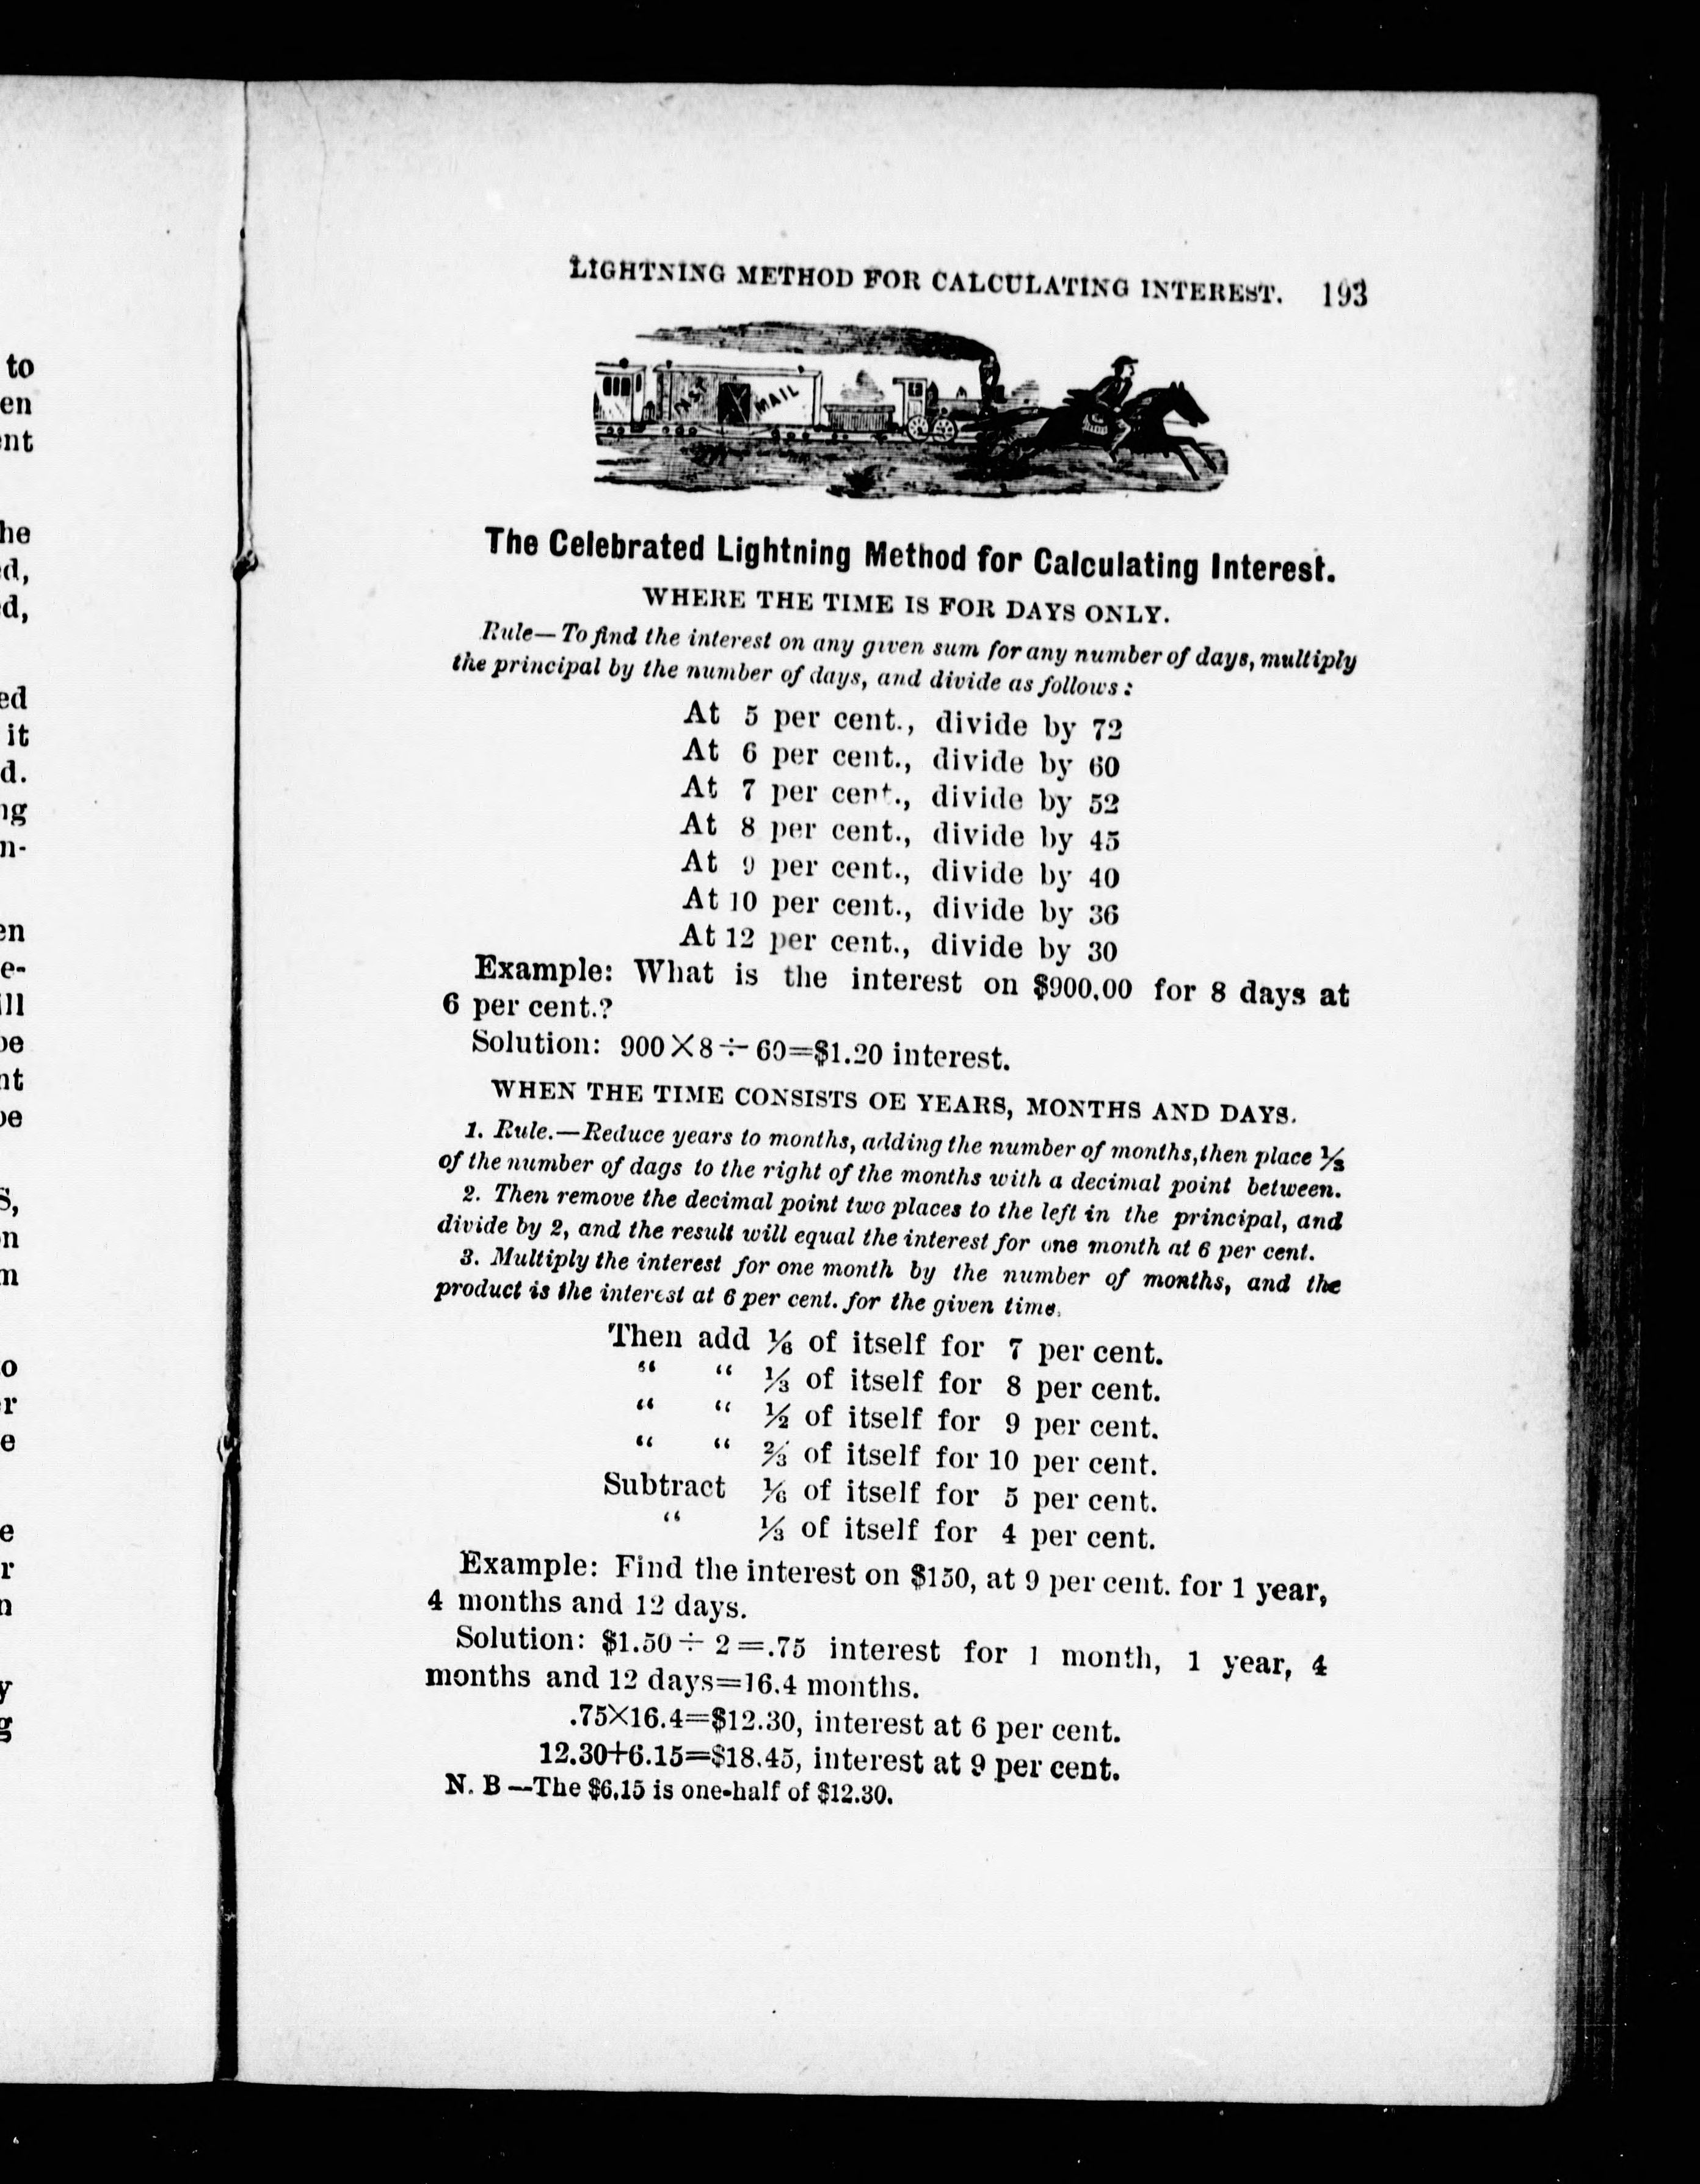 to
en
ent
he
ed,
ed,
ed
it
d.
ng
n-
en
e-
ill
be
nt
be
S,
on
m
to
r
e
e
r
n
y
g
LIGHTNING METHOD FOR CALCULATING INTEREST. 193
MAIL
The Celebrated Lightning Method for Calculating Interest.
WHERE THE TIME IS FOR DAYS ONLY.
Rule—To find the interest on any given sum for any number of days, multiply
the principal by the number of days, and divide as follows:
At 5 per cent., divide by 72
At 6 per cent., divide by 60
At 7 per cent., divide by 52
At 8 per cent., divide by 45
At 9 per cent., divide by 40
At 10 per cent., divide by 36
At 12 per cent., divide by 30
Example: What is the interest on $900.00 for 8 days at
6 per cent.?
Solution: 900×8÷60=$1.20 interest.
WHEN THE TIME CONSISTS OE YEARS, MONTHS AND DAYS.
1. Rule.—Reduce years to months, adding the number of months, then place ⅓
of the number of dags to the right of the months with a decimal point between.
2. Then remove the decimal point two places to the left in the principal, and
divide by 2, and the result will equal the interest for one month at 6 per cent.
3. Multiply the interest for one month by the number of months, and the
product is the interest at 6 per cent. for the given time.
Then add ⅙ of itself for 7 per cent.
“ “ ⅓ of itself for 8 per cent.
“ “ ½ of itself for 9 per cent.
“ “ ⅔ of itself for 10 per cent.
Subtract ⅙ of itself for 5 per cent.
“ ⅓ of itself for 4 per cent.
Example: Find the interest on $150, at 9 per cent. for 1 year,
4 months and 12 days.
Solution: $1.50÷2=.75 interest for 1 month, 1 year, 4
months and 12 days=16.4 months.
.75×16.4=$12.30, interest at 6 per cent.
12.30+6.15=$18.45, interest at 9 per cent.
N. B —The $6.15 is one-half of $12.30.